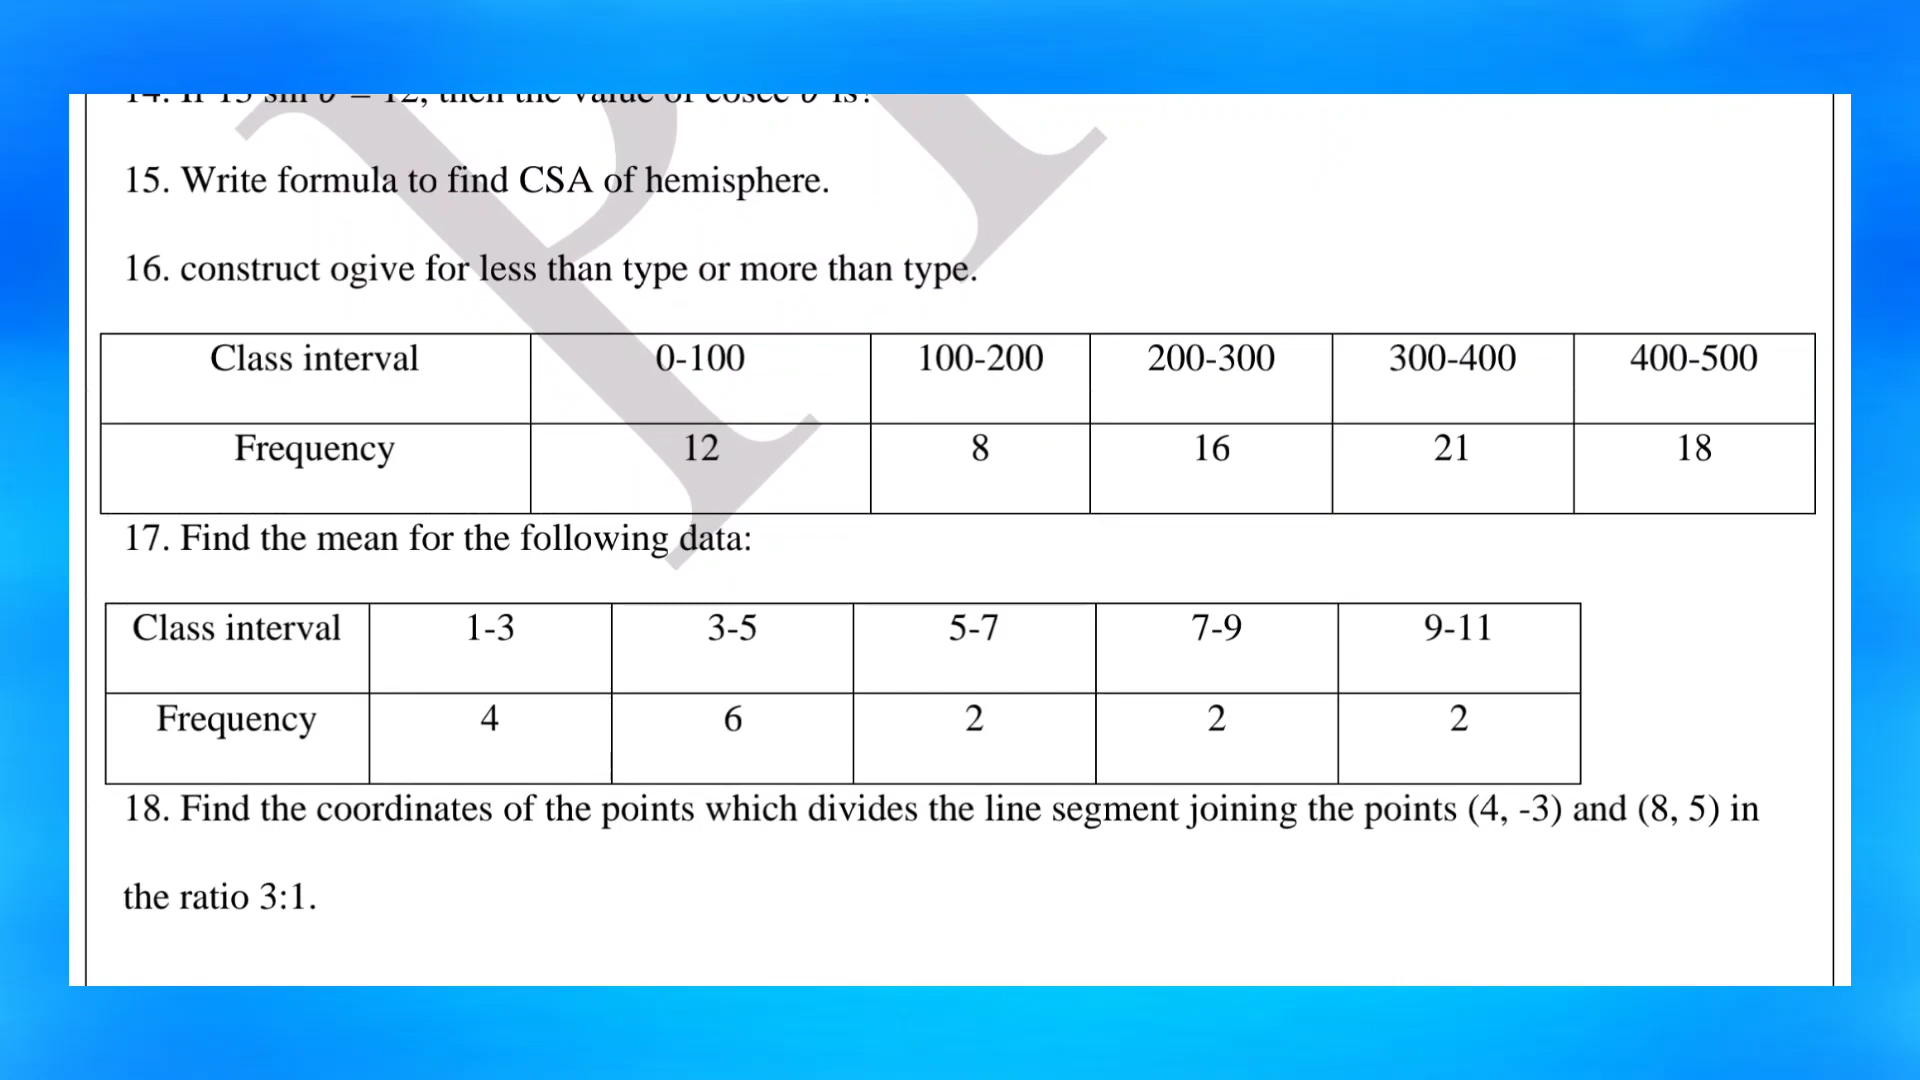 15. Write formula to find CSA of hemisphere.
16. construct ogive for less than type or more than type.
Class interval 0-100 100-200 200-300 300-400 400-500
Frequency 12 8 16 21 18
17. Find the mean for the following data:
Class interval 1-3 3-5 5-7 7-9 9-11
Frequency 4 6 2 2 2
18. Find the coordinates of the points which divides the line segment joining the points (4, -3) and (8, 5) in
the ratio 3:1.